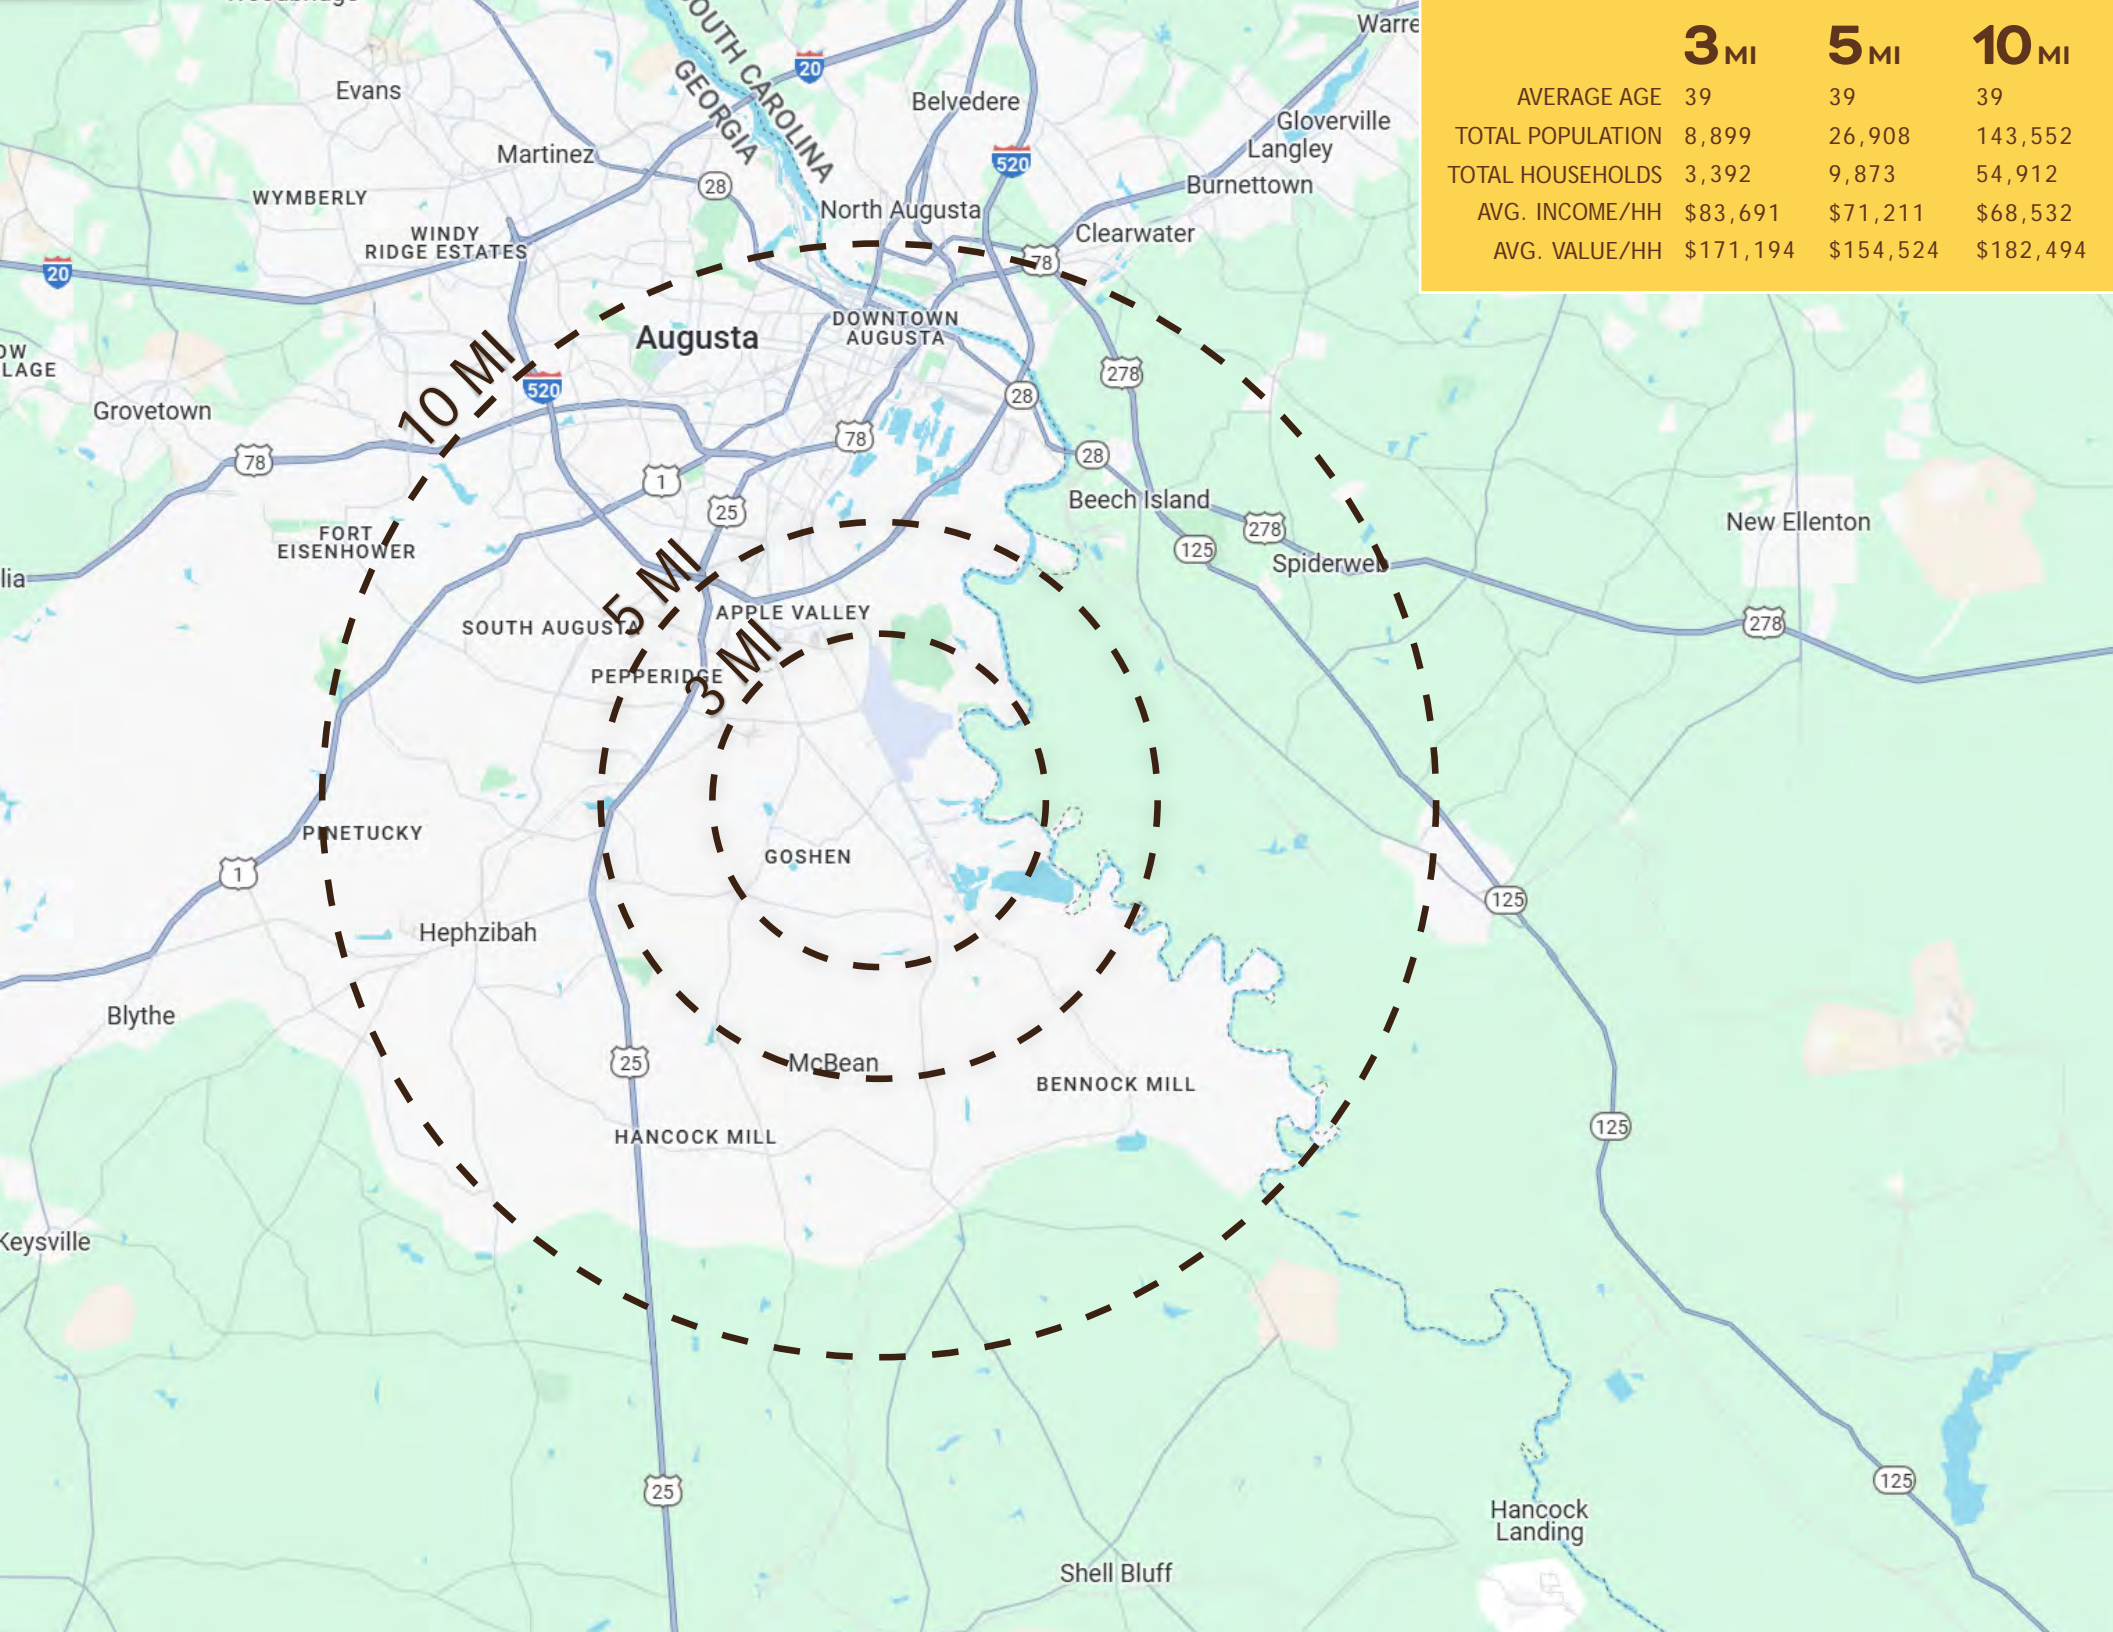 SOUTH CAROLINA
GEORGIA
20
Evans
Belvedere
Gloverville
Langley
Martinez
520
28
Burnettown
WYMBERLY
North Augusta
WINDY
RIDGE ESTATES
Clearwater
20
78
DOWNTOWN
AUGUSTA
Augusta
10 MI
520
278
28
Grovetown
78
78
28
1
Beech Island
25
278
125
New Ellenton
FORT
EISENHOWER
Spiderweb
5 MI
APPLE VALLEY
SOUTH AUGUSTA
278
3 MI
PEPPERIDGE
PINETUCKY
GOSHEN
1
125
Hephzibah
Blythe
25
McBean
BENNOCK MILL
HANCOCK MILL
125
Keysville
25
125
Hancock
Landing
Shell Bluff
3 MI 5 MI 10 MI
AVERAGE AGE 39 39 39
TOTAL POPULATION 8,899 26,908 143,552
TOTAL HOUSEHOLDS 3,392 9,873 54,912
AVG. INCOME/HH $83,691 $71,211 $68,532
AVG. VALUE/HH $171,194 $154,524 $182,494